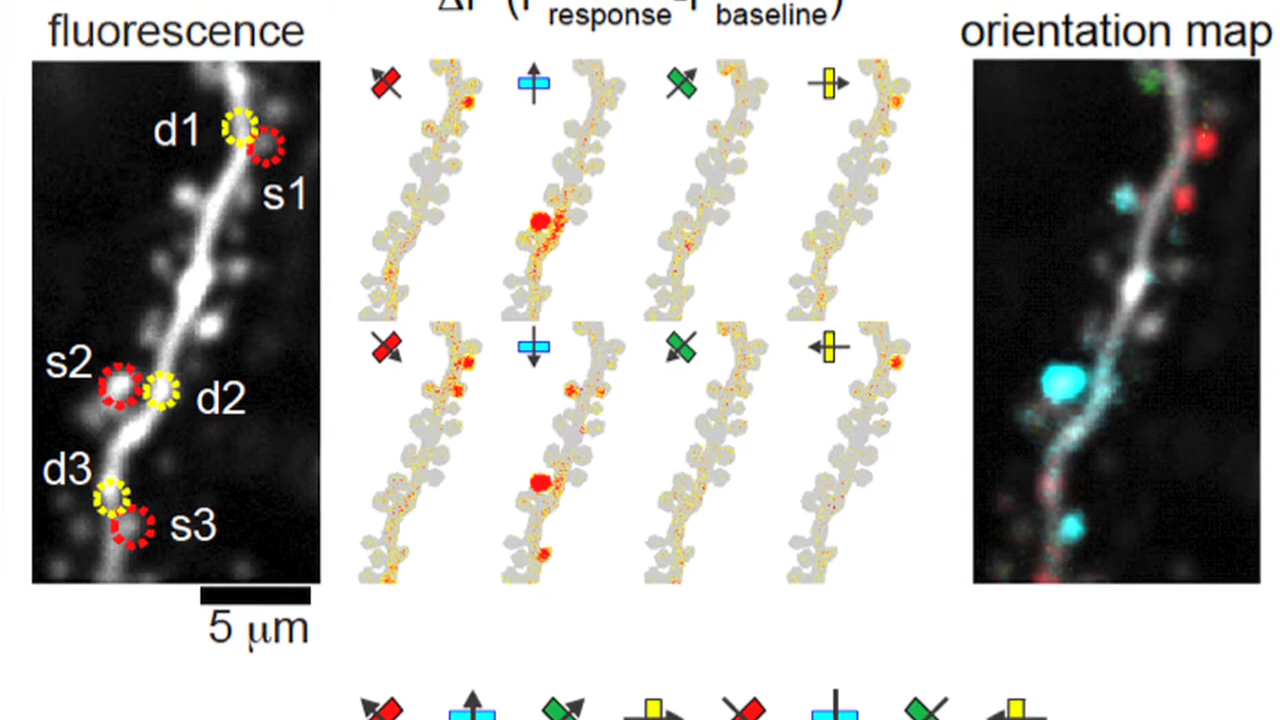 fluorescence
response baseline)
orientation map
d1
s1
s2
d2
d3
s3
5 μm